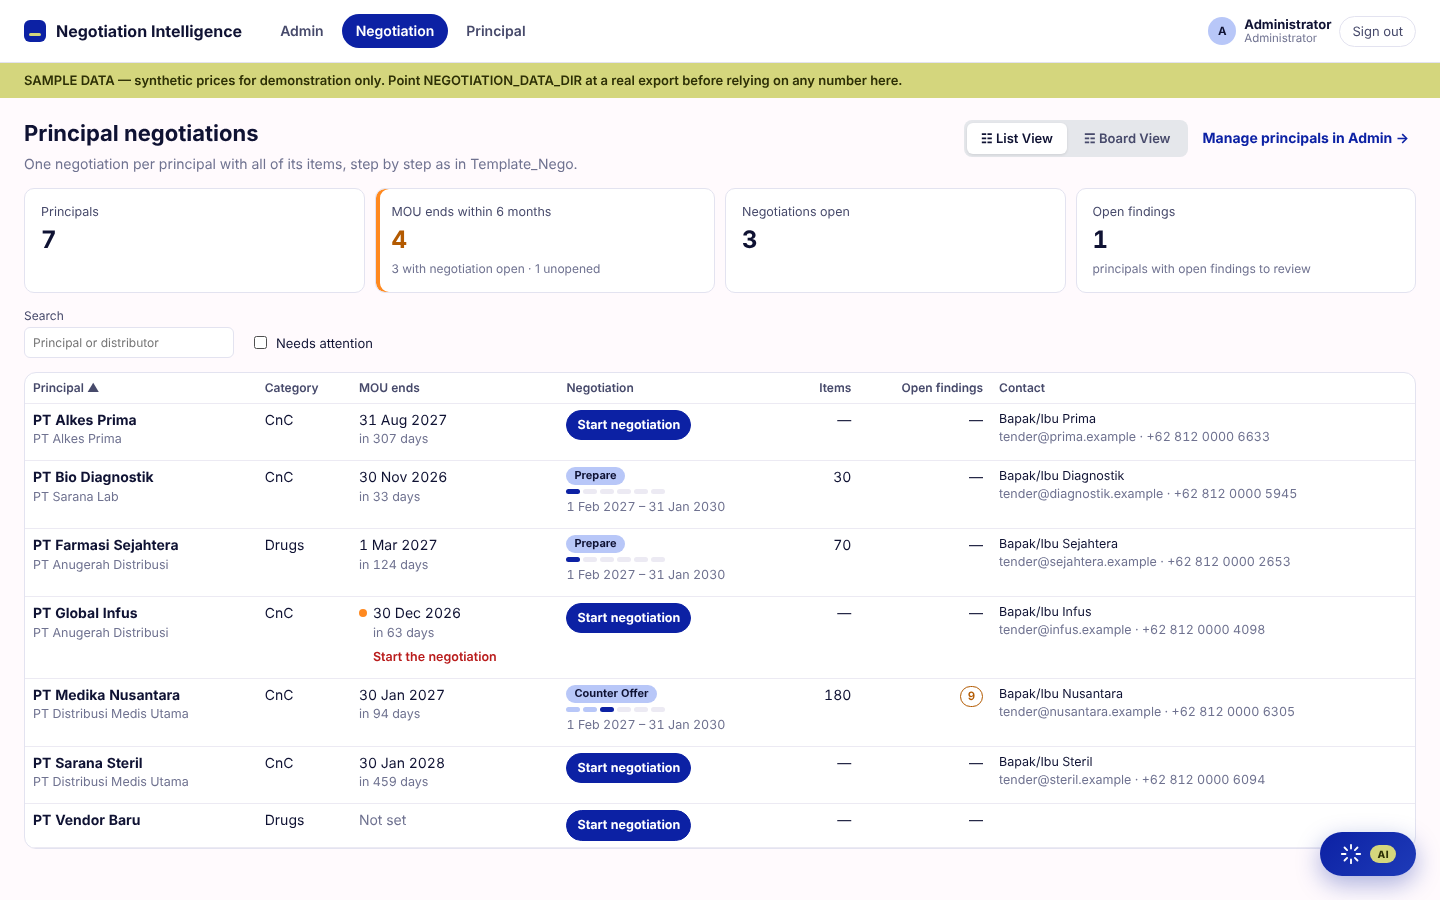 Negotiation Intelligence
Admin
Negotiation
Principal
A
Administrator
Administrator
Sign out
SAMPLE DATA — synthetic prices for demonstration only. Point NEGOTIATION_DATA_DIR at a real export before relying on any number here.
Principal negotiations
One negotiation per principal with all of its items, step by step as in Template_Nego.
☷ List View
☶ Board View
Manage principals in Admin →
Principals
7
MOU ends within 6 months
4
3 with negotiation open · 1 unopened
Negotiations open
3
Open findings
1
principals with open findings to review
Search
Principal or distributor
Needs attention
Principal ▲ Category MOU ends Negotiation Items Open findings Contact
PT Alkes Prima CnC 31 Aug 2027 Start negotiation — — Bapak/Ibu Prima
PT Alkes Prima in 307 days tender@prima.example · +62 812 0000 6633
PT Bio Diagnostik CnC 30 Nov 2026 Prepare 30 — Bapak/Ibu Diagnostik
PT Sarana Lab in 33 days tender@diagnostik.example · +62 812 0000 5945
1 Feb 2027 – 31 Jan 2030
PT Farmasi Sejahtera Drugs 1 Mar 2027 Prepare 70 — Bapak/Ibu Sejahtera
PT Anugerah Distribusi in 124 days tender@sejahtera.example · +62 812 0000 2653
1 Feb 2027 – 31 Jan 2030
PT Global Infus CnC 30 Dec 2026 Start negotiation — — Bapak/Ibu Infus
PT Anugerah Distribusi in 63 days tender@infus.example · +62 812 0000 4098
Start the negotiation
PT Medika Nusantara CnC 30 Jan 2027 Counter Offer 180 9 Bapak/Ibu Nusantara
PT Distribusi Medis Utama in 94 days tender@nusantara.example · +62 812 0000 6305
1 Feb 2027 – 31 Jan 2030
PT Sarana Steril CnC 30 Jan 2028 Start negotiation — — Bapak/Ibu Steril
PT Distribusi Medis Utama in 459 days tender@steril.example · +62 812 0000 6094
PT Vendor Baru Drugs Not set Start negotiation — —
AI